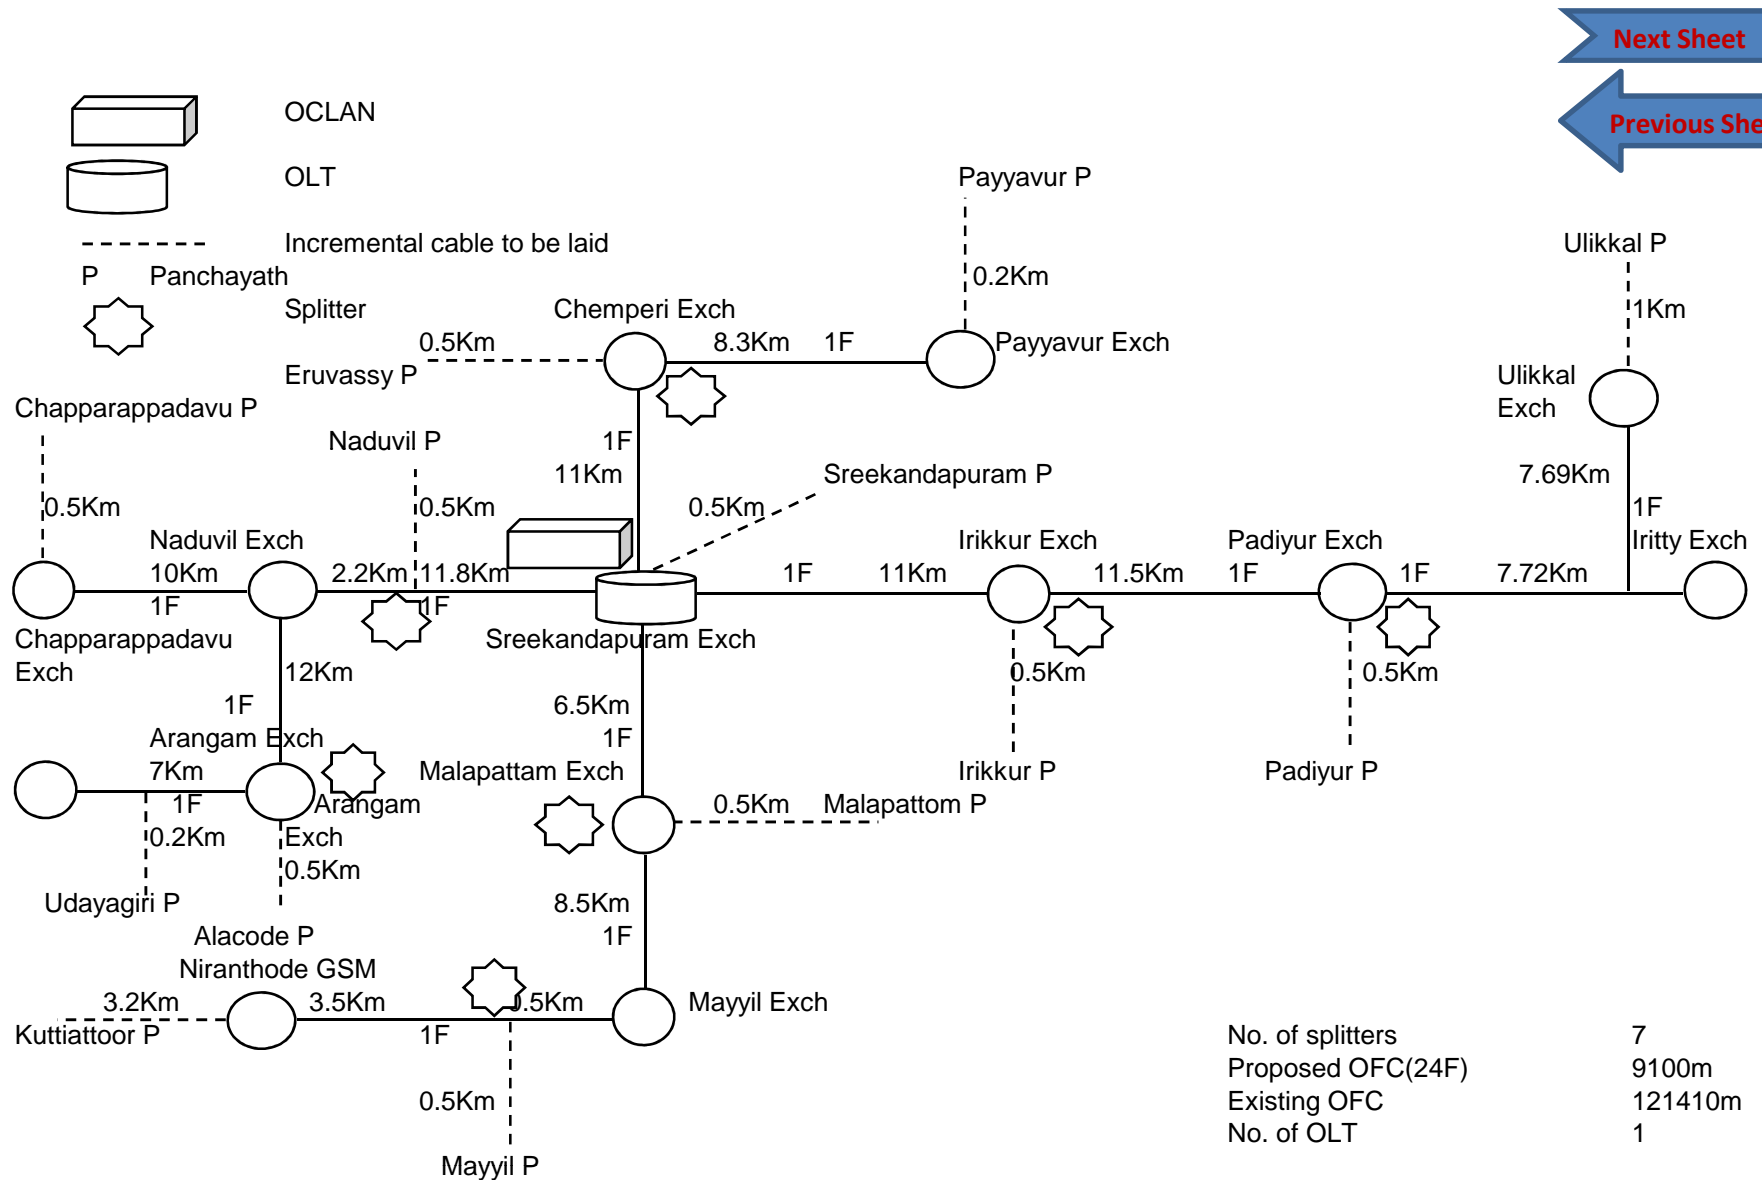 Next Sheet
OCLAN
Previous She
OLT
Payyavur P
Incremental cable to be laid
Ulikkal P
P Panchayath
0.2Km
Splitter
Chemperi Exch
1Km
0.5Km
8.3Km 1F
Payyavur Exch
Eruvassy P
Ulikkal
Exch
Chapparappadavu P
Naduvil P
1F
11Km
Sreekandapuram P
7.69Km
0.5Km
0.5Km
0.5Km
1F
Naduvil Exch
Irikkur Exch
Padiyur Exch
Iritty Exch
10Km
2.2Km
11.8Km
1F
11Km
11.5Km
1F
1F
7.72Km
1F
1F
Chapparappadavu
Exch
Sreekandapuram Exch
12Km
0.5Km
0.5Km
1F
6.5Km
Arangam Exch
1F
7Km
Malapattam Exch
Irikkur P
Padiyur P
1F
Arangam
Exch
0.5Km
Malapattom P
0.2Km
0.5Km
Udayagiri P
8.5Km
Alacode P
1F
Niranthode GSM
3.2Km
3.5Km
0.5Km
Mayyil Exch
Kuttiattoor P
1F
No. of splitters 7
Proposed OFC(24F) 9100m
0.5Km
Existing OFC 121410m
No. of OLT 1
Mayyil P